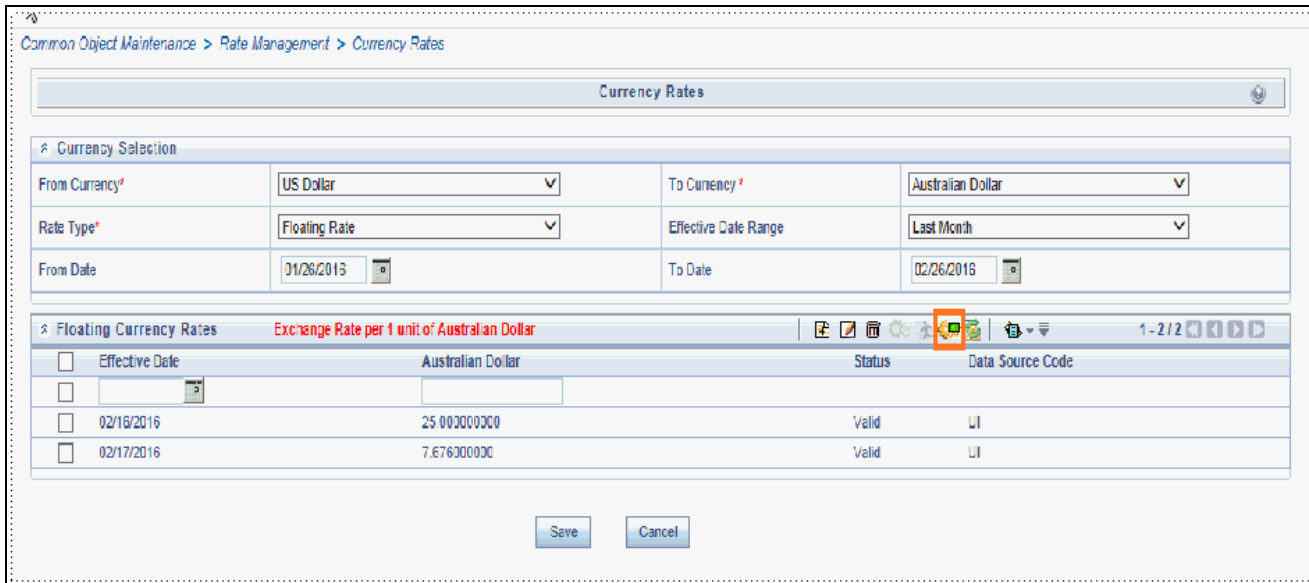 Common Object Maintenance > Rate Management > Currency Rates
Currency Rates
Currency Selection
From Currency* US Dollar To Currency * Australian Dollar
Rate Type* Floating Rate Effective Date Range Last Month
From Date 01/26/2016 To Date 02/26/2016
Floating Currency Rates Exchange Rate per 1 unit of Australian Dollar 1-2/2
Effective Date Australian Dollar Status Data Source Code
02/16/2016 25.000000000 Valid UI
02/17/2016 7.676000000 Valid UI
Save Cancel